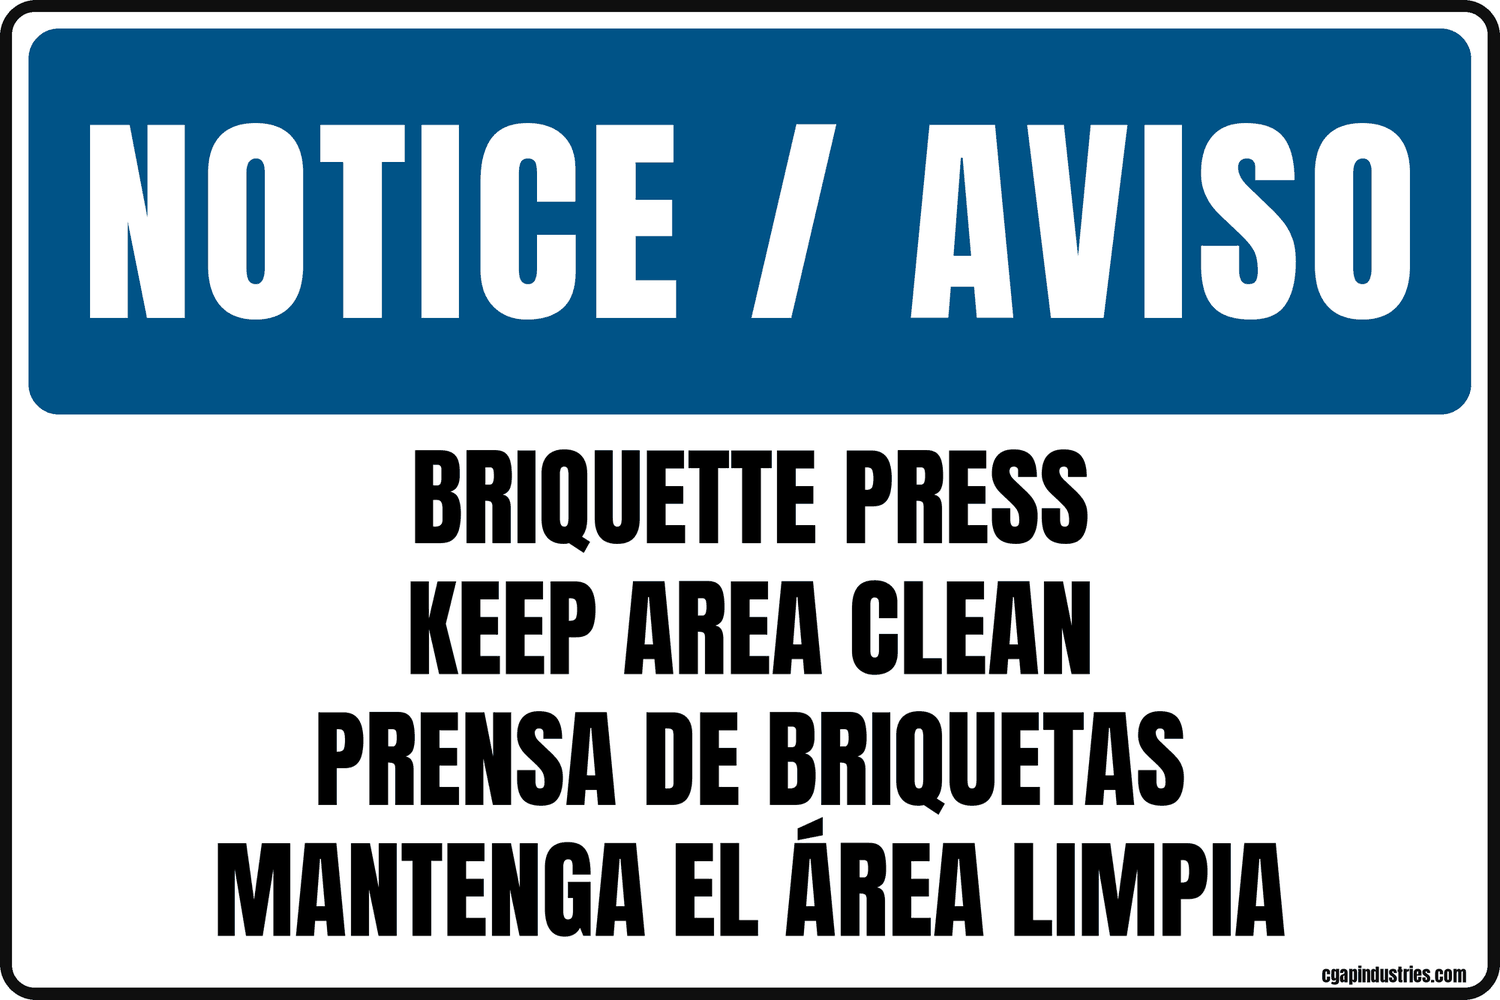 NOTICE / AVISO
BRIQUETTE PRESS
KEEP AREA CLEAN
PRENSA DE BRIQUETAS
MANTENGA EL ÁREA LIMPIA
cgapindustries.com